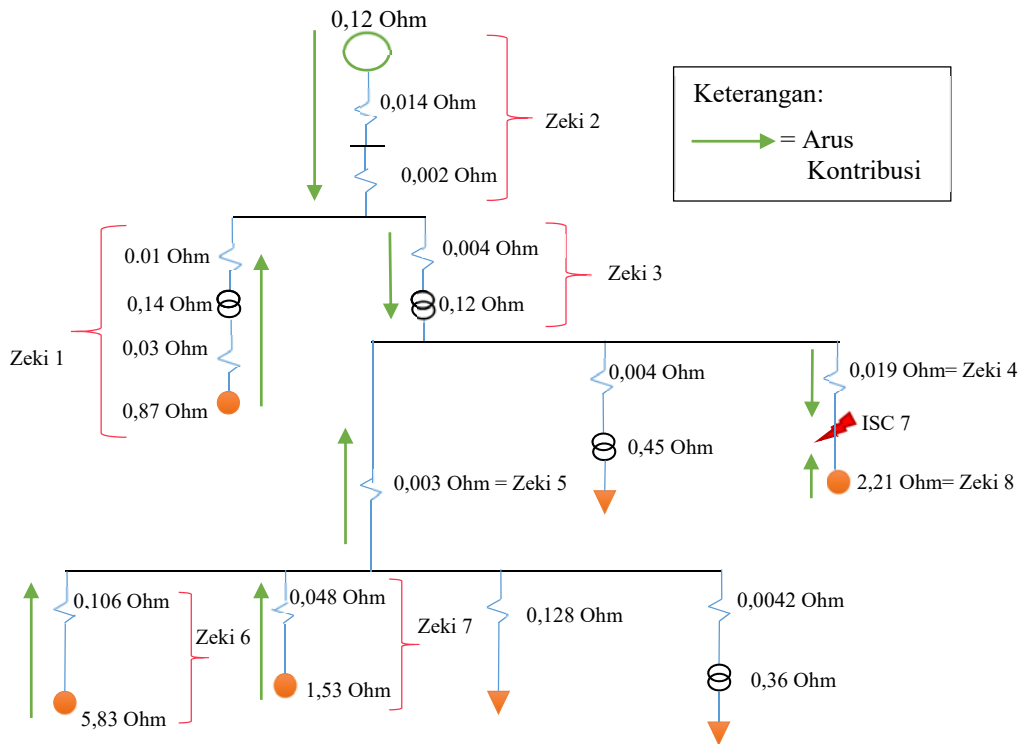 0,12 Ohm
0,014 Ohm
Zeki 2
0,002 Ohm
Keterangan:
= Arus
Kontribusi
0.01 Ohm
0,14 Ohm
0,03 Ohm
0,87 Ohm
Zeki 1
0,004 Ohm
0,12 Ohm
Zeki 3
0,004 Ohm
0,45 Ohm
0,019 Ohm= Zeki 4
ISC 7
2,21 Ohm= Zeki 8
0,003 Ohm = Zeki 5
0,106 Ohm
5,83 Ohm
Zeki 6
0,048 Ohm
1,53 Ohm
Zeki 7
0,128 Ohm
0,0042 Ohm
0,36 Ohm